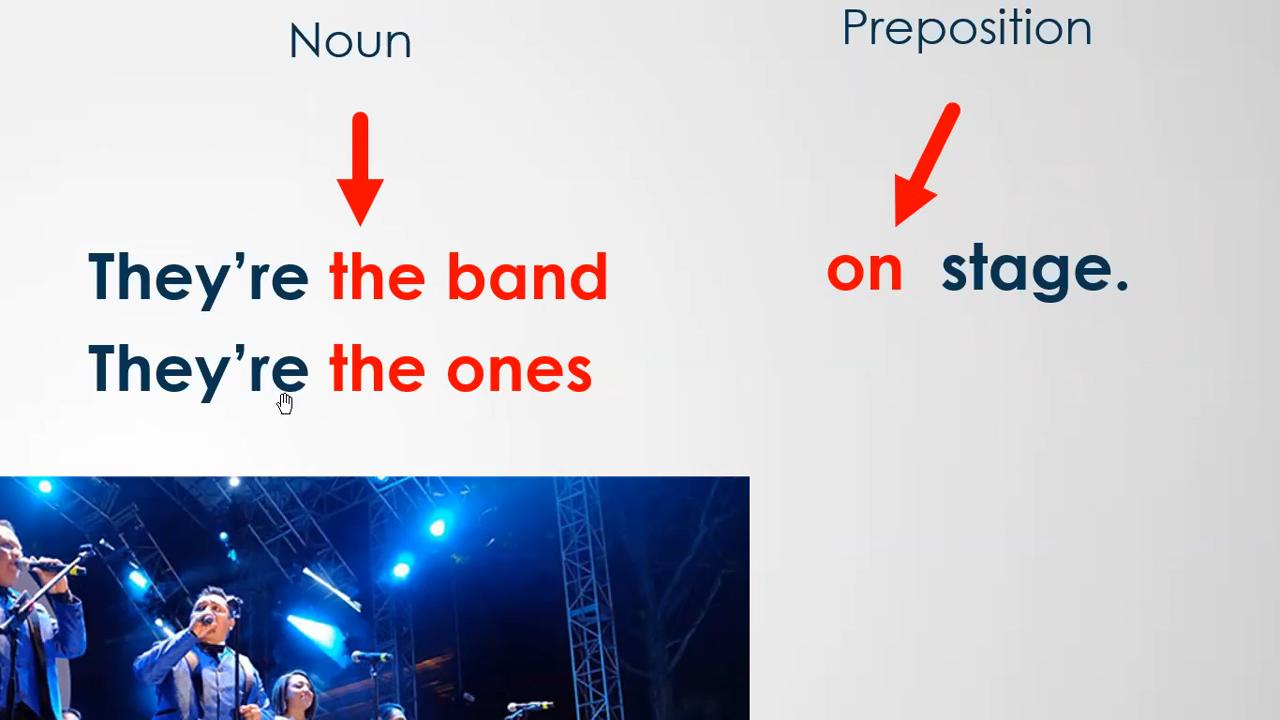 Noun
Preposition
They’re the band on stage.
They’re the ones